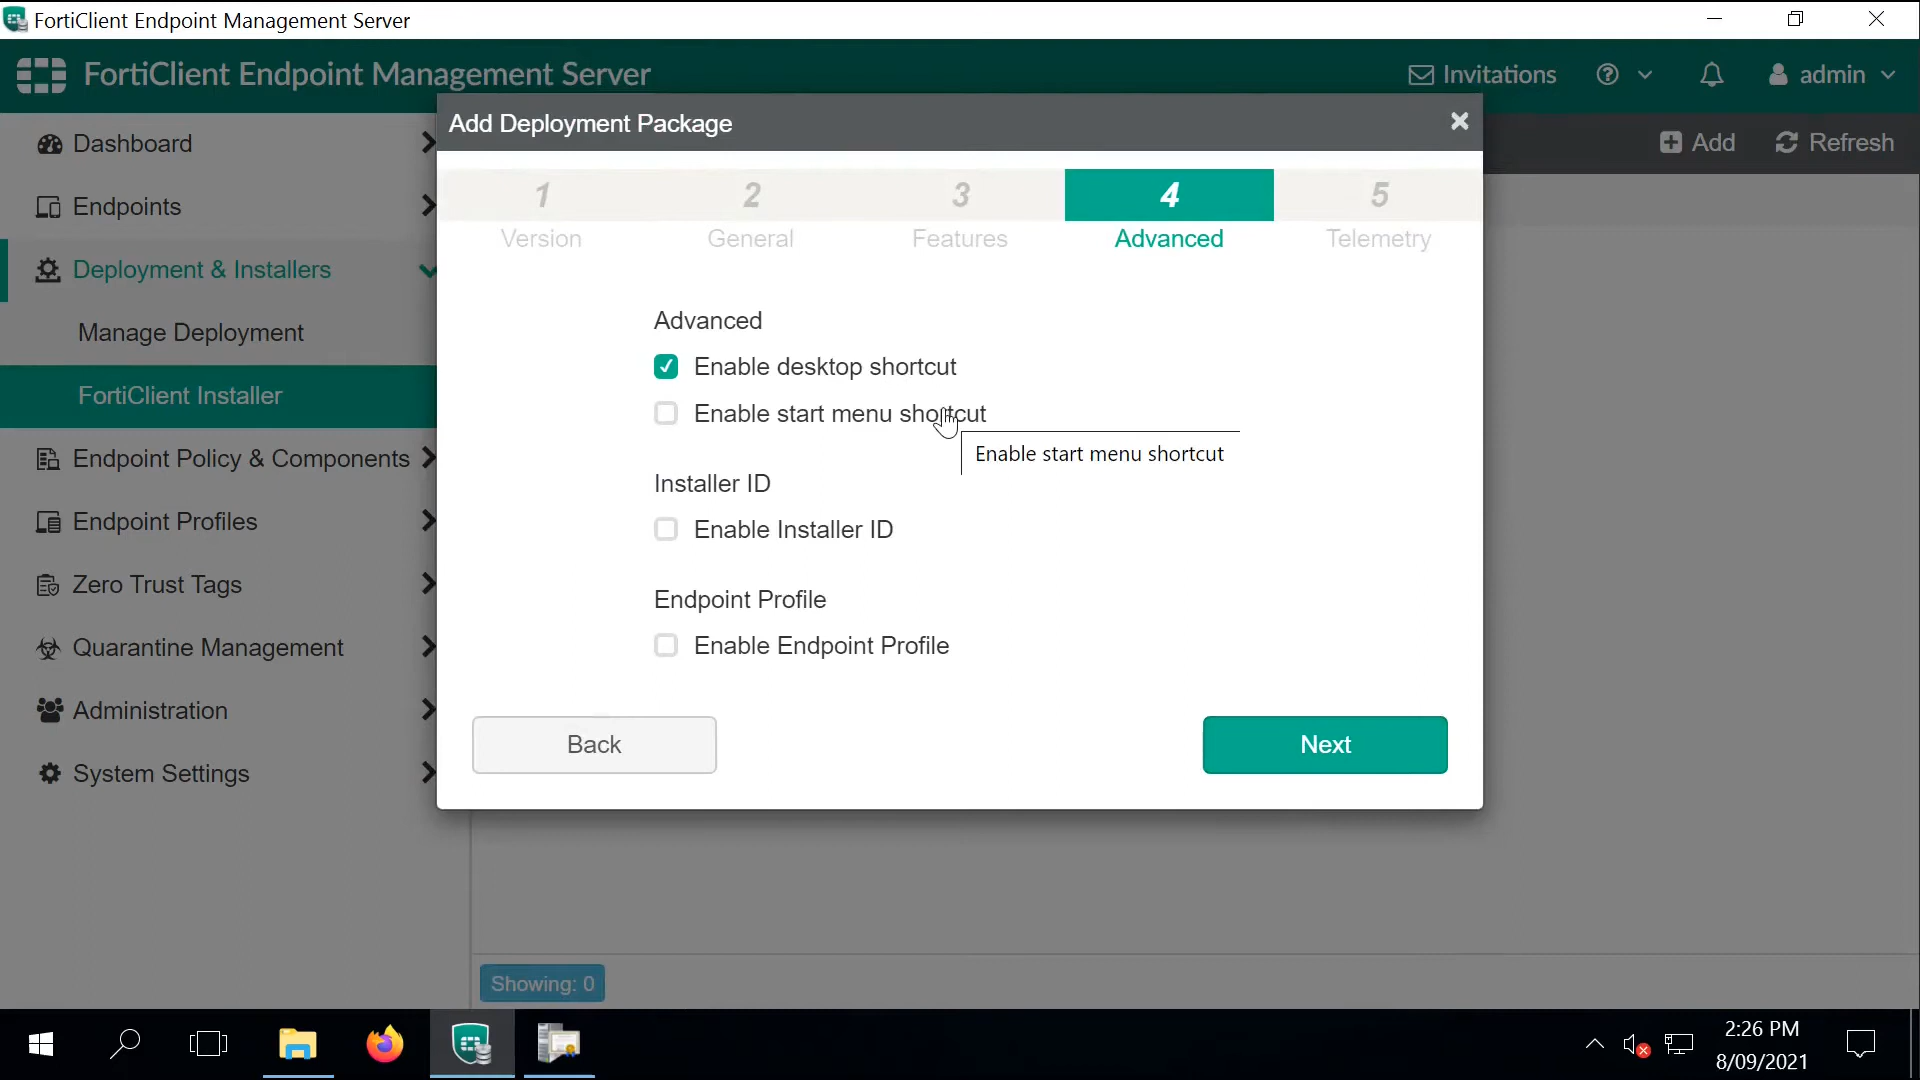 FortiClient Endpoint Management Server
FortiClient Endpoint Management Server
Invitations
admin
Add Deployment Package
Add
Refresh
Dashboard
Endpoints
Deployment & Installers
Manage Deployment
FortiClient Installer
Endpoint Policy & Components
Endpoint Profiles
Zero Trust Tags
Quarantine Management
Administration
System Settings
1
2
3
4
5
Version
General
Features
Advanced
Telemetry
Advanced
Enable desktop shortcut
Enable start menu shortcut
Enable start menu shortcut
Installer ID
Enable Installer ID
Endpoint Profile
Enable Endpoint Profile
Back
Next
Showing: 0
2:26 PM
8/09/2021